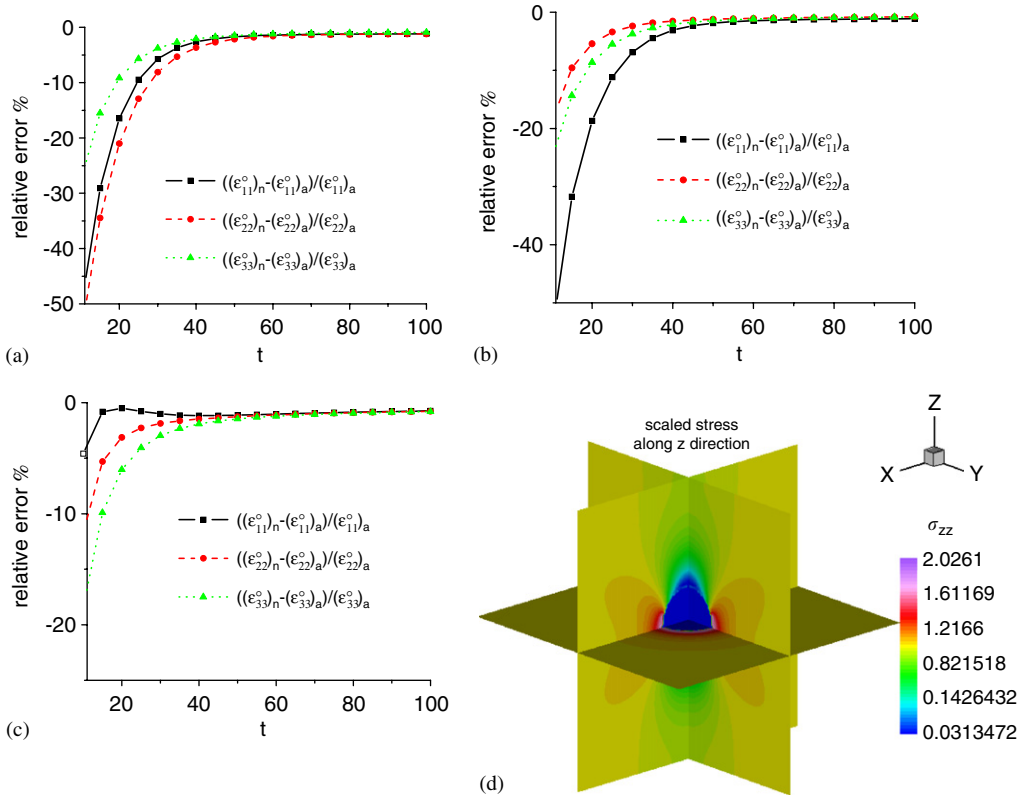 0
-10
-20
-30
-40
-50
relative error %
((ε°11)n-(ε°11)a)/(ε°11)a
((ε°22)n-(ε°22)a)/(ε°22)a
((ε°33)n-(ε°33)a)/(ε°33)a
20 40 60 80 100
t
(a)
0
-20
-40
relative error %
((ε°11)n-(ε°11)a)/(ε°11)a
((ε°22)n-(ε°22)a)/(ε°22)a
((ε°33)n-(ε°33)a)/(ε°33)a
20 40 60 80 100
t
(b)
0
-10
-20
relative error %
((ε°11)n-(ε°11)a)/(ε°11)a
((ε°22)n-(ε°22)a)/(ε°22)a
((ε°33)n-(ε°33)a)/(ε°33)a
20 40 60 80 100
t
(c)
scaled stress
along z direction
Z
X
Y
σzz
2.0261
1.61169
1.2166
0.821518
0.1426432
0.0313472
(d)